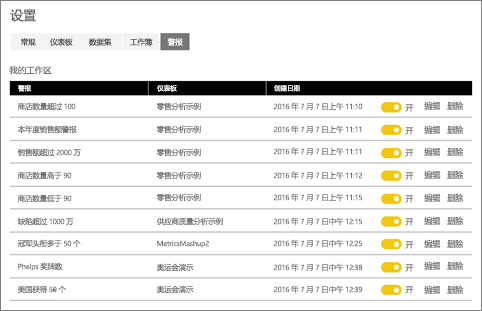 设置
常规 仪表板 数据集 工作簿 警报
我的工作区
警报 仪表板 创建日期
商店数量超过 100 零售分析示例 2016 年 7 月 7 日上午 11:10 开 编辑 删除
本年度销售额警报 零售分析示例 2016 年 7 月 7 日上午 11:10 开 编辑 删除
销售额超过 2000 万 零售分析示例 2016 年 7 月 7 日上午 11:11 开 编辑 删除
商店数量高于 90 零售分析示例 2016 年 7 月 7 日上午 11:12 开 编辑 删除
商店数量低于 90 零售分析示例 2016 年 7 月 7 日上午 11:15 开 编辑 删除
缺陷超过 1000 万 供应商质量分析示例 2016 年 7 月 7 日中午 12:15 开 编辑 删除
冠军头衔多于 50 个 MetricsMashup2 2016 年 7 月 7 日中午 12:25 开 编辑 删除
Phelps 奖牌数 奥运会演示 2016 年 7 月 7 日中午 12:38 开 编辑 删除
美国获得 50 个 奥运会演示 2016 年 7 月 7 日中午 12:39 开 编辑 删除